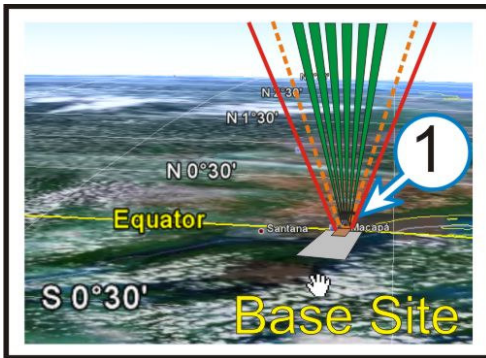 N 2°30'
N 1°30'
N 0°30'
1
Equator
Santana
Macapá
S 0°30'
Base Site